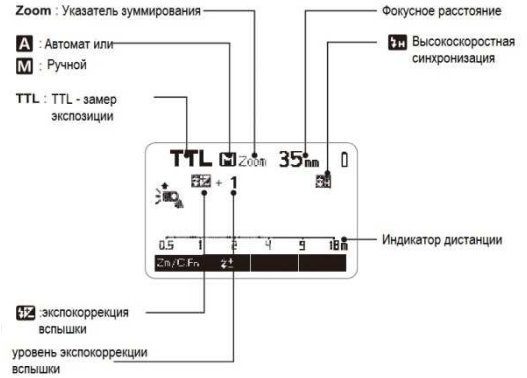 Zoom : Указатель зуммирования
Фокусное расстояние
A : Автомат или
M : Ручной
H Высокоскоростная
синхронизация
TTL : TTL - замер
экспозиции
TTL M Zoom 35mm
+ 1
H
0.5 1 2 4 9 18m
Zm/C.Fn
Индикатор дистанции
:экспокоррекция
вспышки
уровень экспокоррекции
вспышки